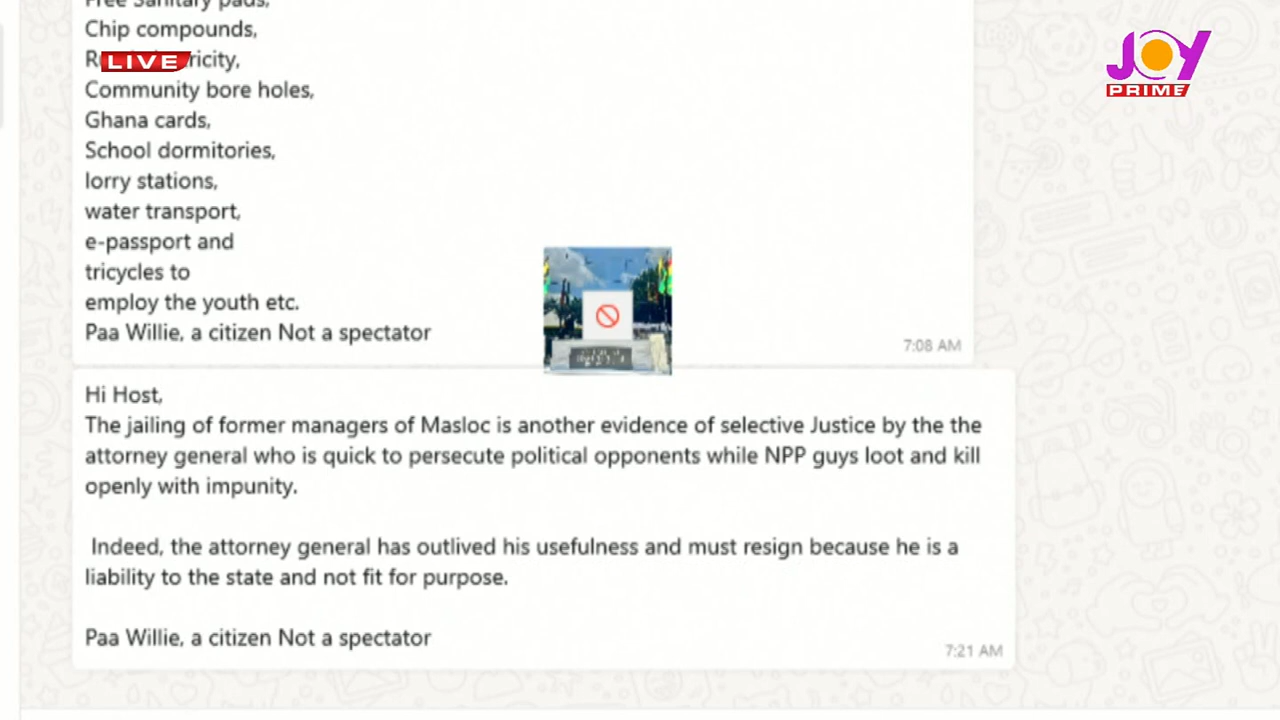 Free Sanitary pads,
Chip compounds,
LIVE
Community bore holes,
Ghana cards,
School dormitories,
lorry stations,
water transport,
e-passport and
tricycles to
employ the youth etc.
Paa Willie, a citizen Not a spectator
7:08 AM
Hi Host,
The jailing of former managers of Masloc is another evidence of selective Justice by the the
attorney general who is quick to persecute political opponents while NPP guys loot and kill
openly with impunity.
Indeed, the attorney general has outlived his usefulness and must resign because he is a
liability to the state and not fit for purpose.
Paa Willie, a citizen Not a spectator
7:21 AM
JOY
PRIME